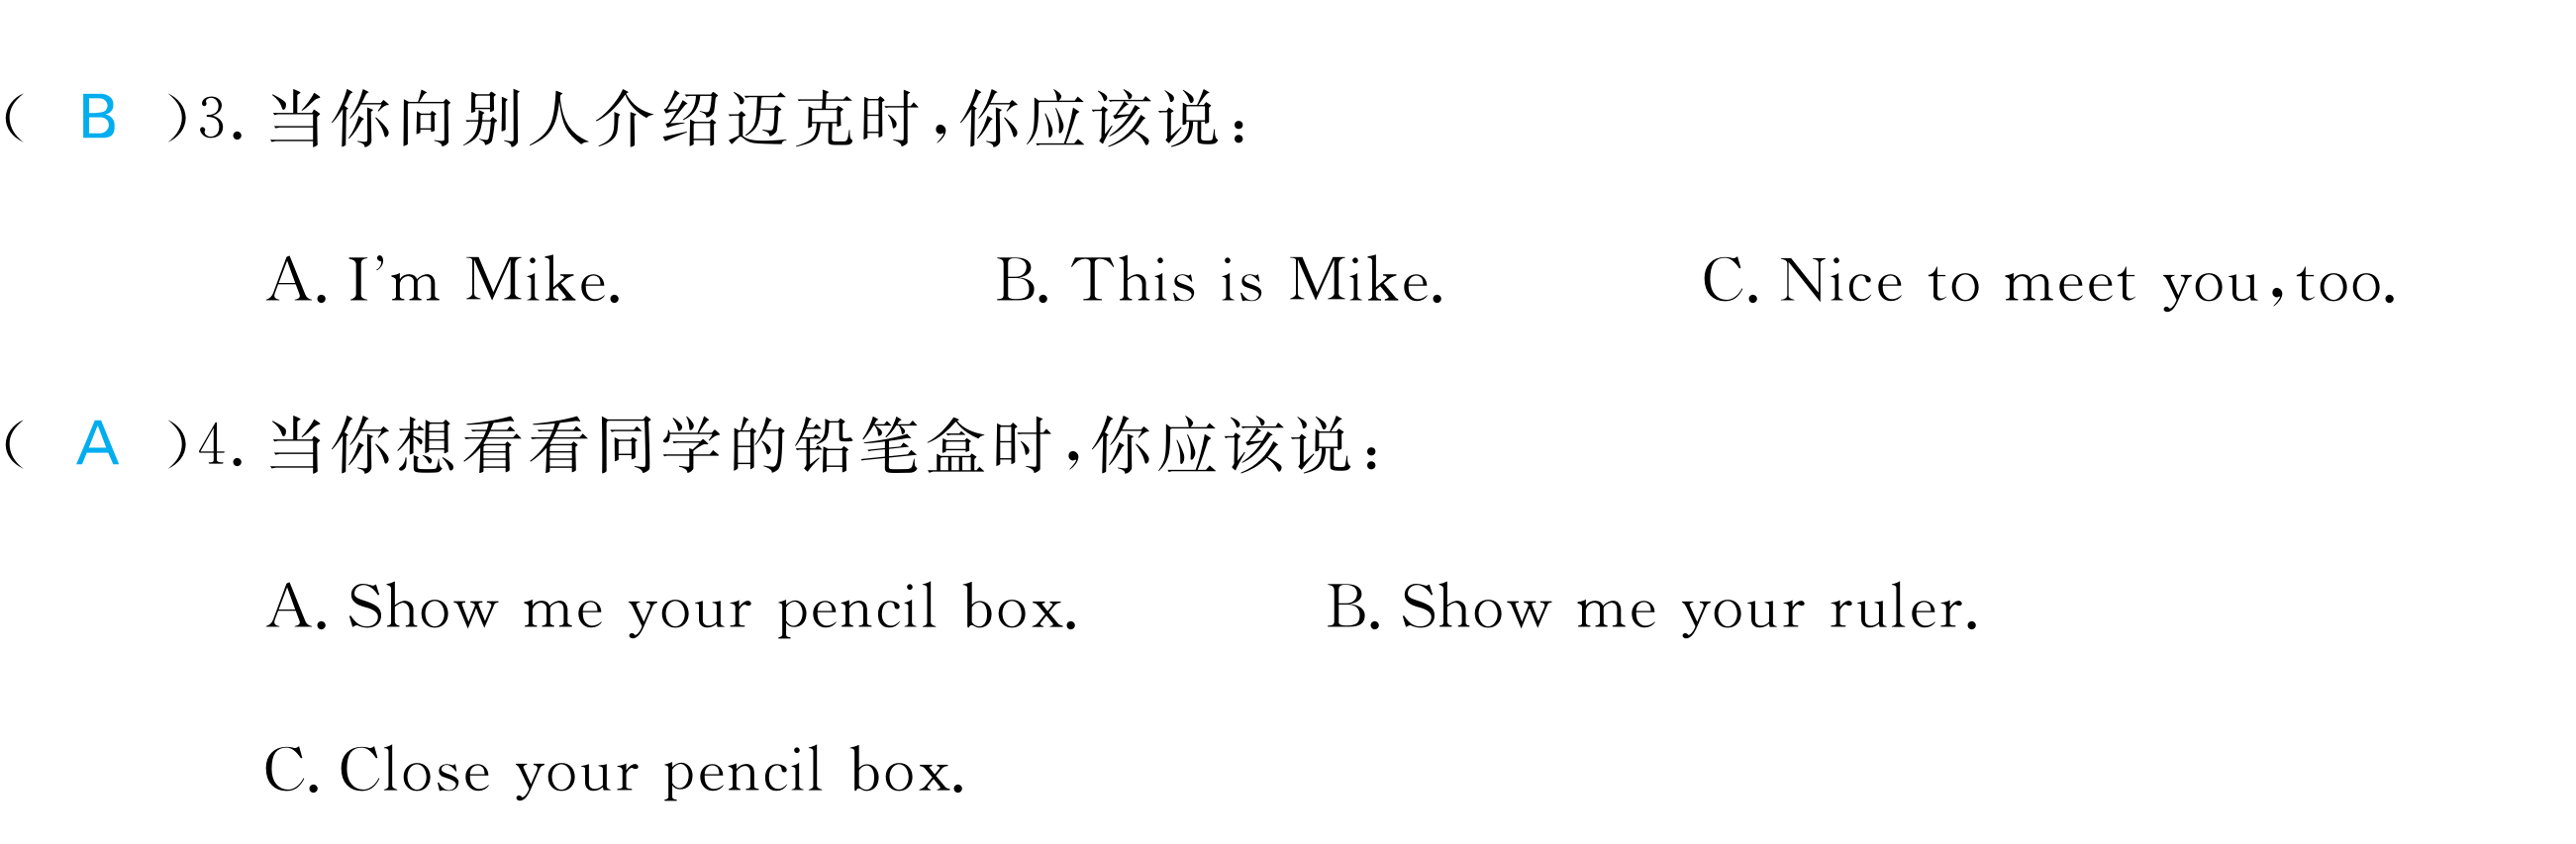 ( B )3. 当你向别人介绍迈克时,你应该说:
A. I'm Mike. B. This is Mike. C. Nice to meet you,too.
( A )4. 当你想看看同学的铅笔盒时,你应该说:
A. Show me your pencil box. B. Show me your ruler.
C. Close your pencil box.